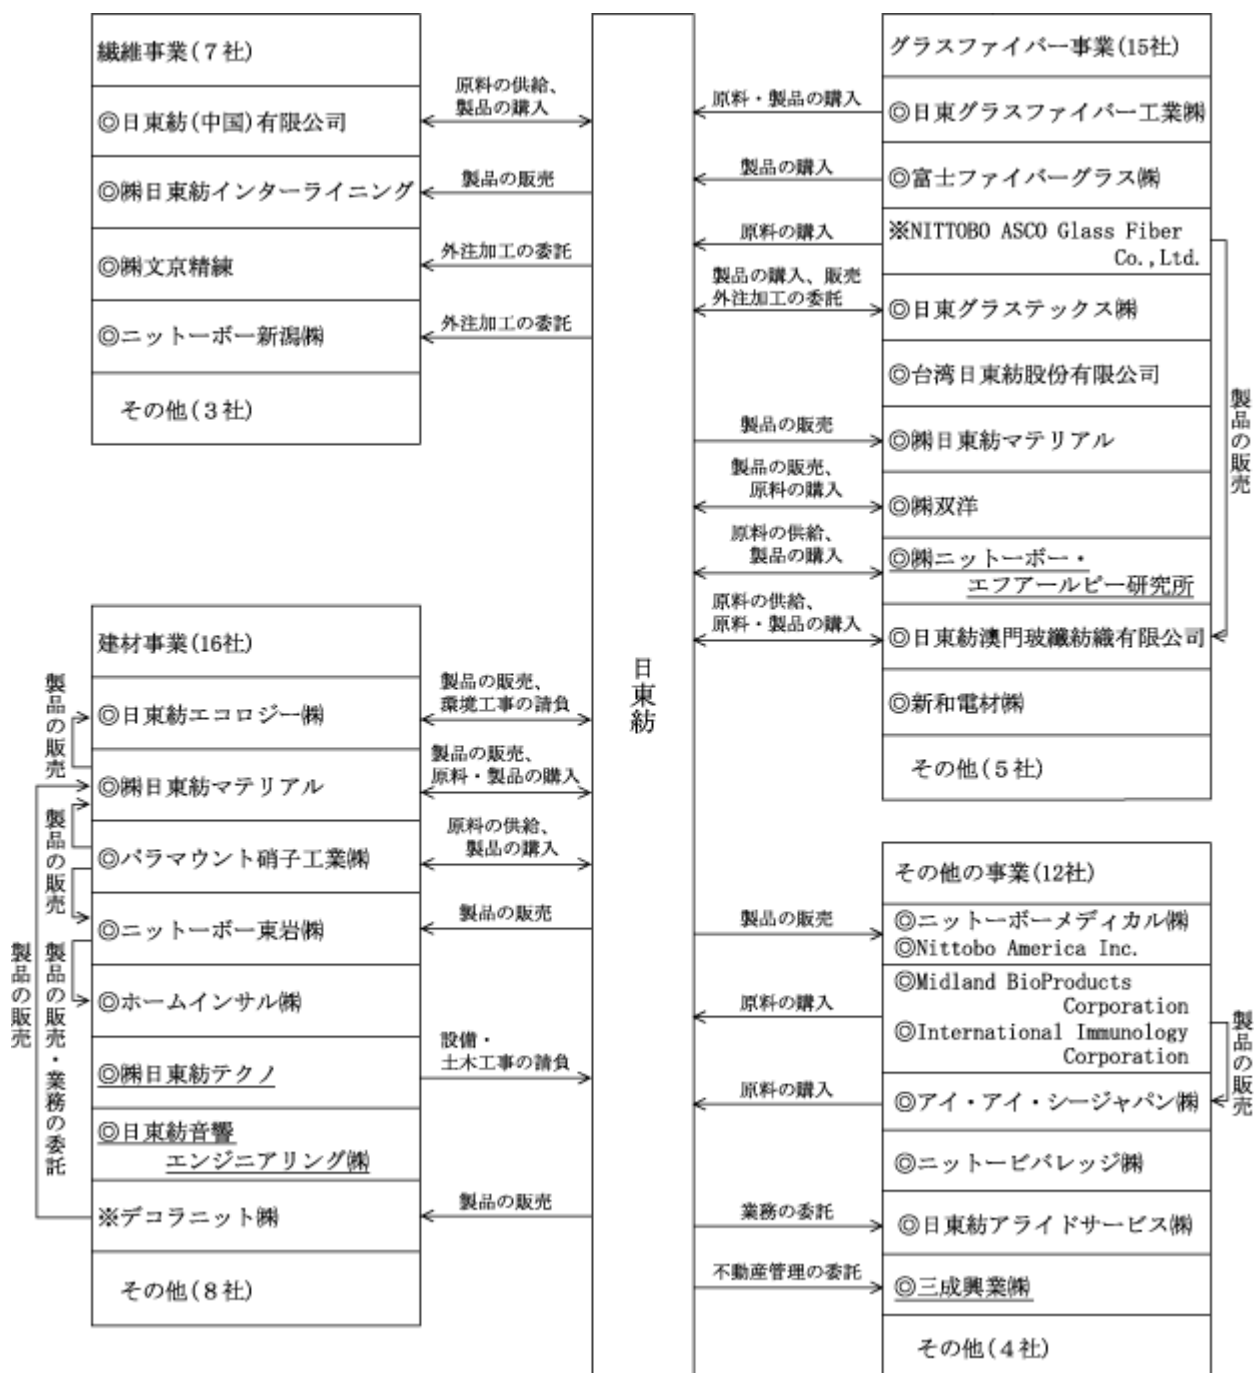 繊維事業(７社)
◎日東紡(中国)有限公司
原料の供給、
製品の購入
◎㈱日東紡インターライニング
製品の販売
◎㈱文京精練
外注加工の委託
◎ニットーボー新潟㈱
外注加工の委託
その他(３社)
建材事業(16社)
◎日東紡エコロジー㈱
製品の販売、
環境工事の請負
◎㈱日東紡マテリアル
製品の販売、
原料・製品の購入
◎パラマウント硝子工業㈱
原料の供給、
製品の購入
◎ニットーボー東岩㈱
製品の販売
◎ホームインサル㈱
◎㈱日東紡テクノ
設備・
土木工事の請負
◎日東紡音響
エンジニアリング㈱
※デコラニット㈱
製品の販売
その他(８社)
製品の販売
製品の販売
製品の販売
製品の販売・業務の委託
日東紡
グラスファイバー事業(15社)
原料・製品の購入
◎日東グラスファイバー工業㈱
製品の購入
◎富士ファイバーグラス㈱
原料の購入
※NITTOBO ASCO Glass Fiber
Co.,Ltd.
製品の購入、販売
外注加工の委託
◎日東グラステックス㈱
◎台湾日東紡股份有限公司
製品の販売
◎㈱日東紡マテリアル
製品の販売、
原料の購入
◎㈱双洋
原料の供給、
製品の購入
◎㈱ニットーボー・
エフアールピー研究所
原料の供給、
原料・製品の購入
◎日東紡澳門玻纖紡織有限公司
◎新和電材㈱
その他(５社)
製品の販売
その他の事業(12社)
製品の販売
◎ニットーボーメディカル㈱
◎Nittobo America Inc.
原料の購入
◎Midland BioProducts
Corporation
◎International Immunology
Corporation
原料の購入
◎アイ・アイ・シージャパン㈱
◎ニットービバレッジ㈱
業務の委託
◎日東紡アライドサービス㈱
不動産管理の委託
◎三成興業㈱
その他(４社)
製品の販売